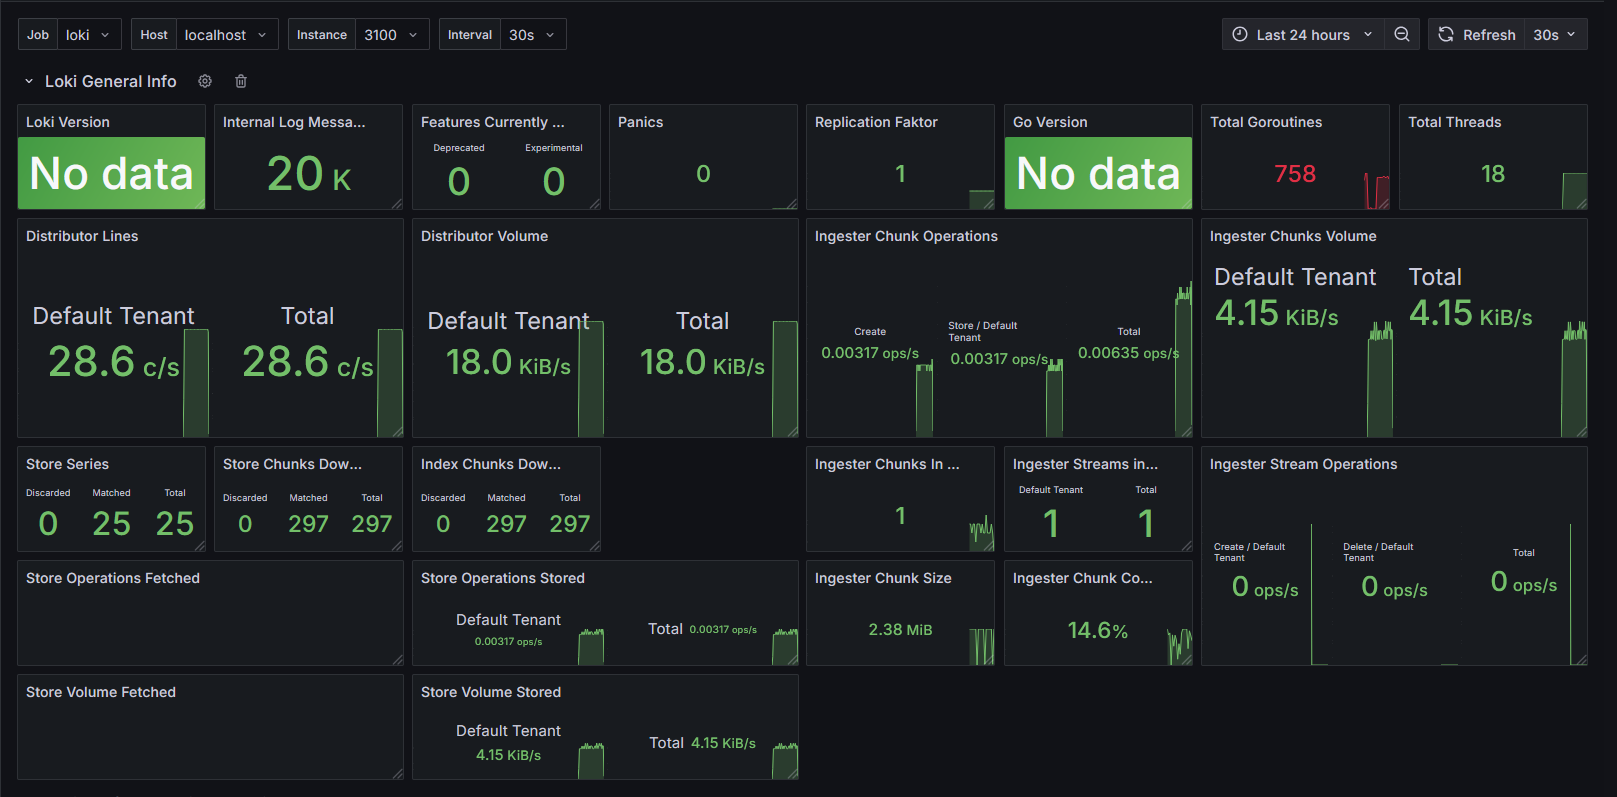 Job loki Host localhost Instance 3100 Interval 30s Last 24 hours Refresh 30s
Loki General Info
Loki Version
No data
Internal Log Messa...
20 K
Features Currently ...
Deprecated Experimental
0 0
Panics
0
Replication Faktor
1
Go Version
No data
Total Goroutines
758
Total Threads
18
Distributor Lines
Default Tenant Total
28.6 c/s 28.6 c/s
Distributor Volume
Default Tenant Total
18.0 KiB/s 18.0 KiB/s
Ingester Chunk Operations
Create
0.00317 ops/s
Store / Default
Tenant
0.00317 ops/s
Total
0.00635 ops/s
Ingester Chunks Volume
Default Tenant Total
4.15 KiB/s 4.15 KiB/s
Store Series
Discarded Matched Total
0 25 25
Store Chunks Dow...
Discarded Matched Total
0 297 297
Index Chunks Dow...
Discarded Matched Total
0 297 297
Ingester Chunks In ...
1
Ingester Streams in...
Default Tenant Total
1 1
Ingester Stream Operations
Create / Default
Tenant
0 ops/s
Delete / Default
Tenant
0 ops/s
Total
0 ops/s
Store Operations Fetched
Store Operations Stored
Default Tenant
0.00317 ops/s
Total 0.00317 ops/s
Ingester Chunk Size
2.38 MiB
Ingester Chunk Co...
14.6%
Store Volume Fetched
Store Volume Stored
Default Tenant
4.15 KiB/s
Total 4.15 KiB/s